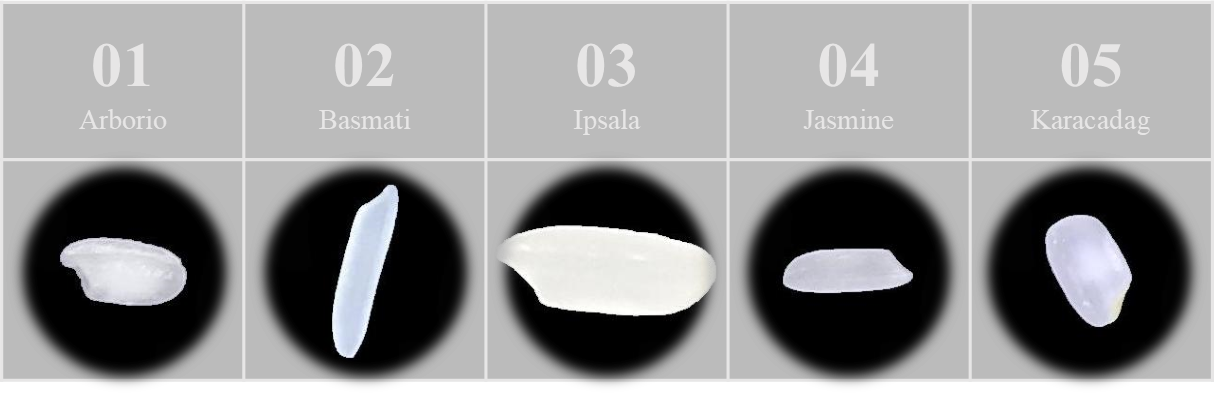 01
Arborio
02
Basmati
03
Ipsala
04
Jasmine
05
Karacadag